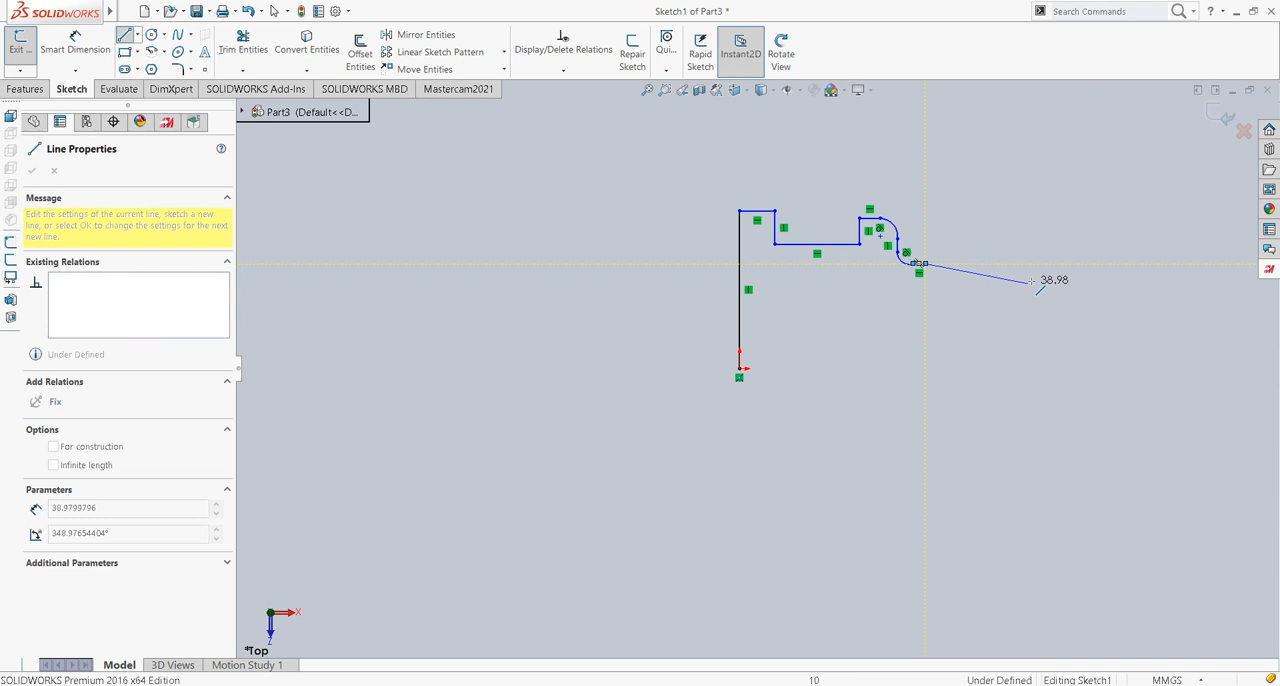 SOLIDWORKS
Sketch1 of Part3 *
Search Commands
?
Exit ...
Smart Dimension
Trim Entities
Convert Entities
Offset Entities
Mirror Entities
Linear Sketch Pattern
Move Entities
Display/Delete Relations
Repair Sketch
Qui...
Rapid Sketch
Instant2D
Rotate View
Features
Sketch
Evaluate
DimXpert
SOLIDWORKS Add-Ins
SOLIDWORKS MBD
Mastercam2021
Part3 (Default<<D...
Line Properties
?
Message
Edit the settings of the current line, sketch a new
line, or select OK to change the settings for the next
new line.
Existing Relations
Under Defined
Add Relations
Fix
Options
For construction
Infinite length
Parameters
38.9799796
348.97654404°
Additional Parameters
38.98
X
Z
*Top
Model
3D Views
Motion Study 1
SOLIDWORKS Premium 2016 x64 Edition
10
Under Defined
Editing Sketch1
MMGS